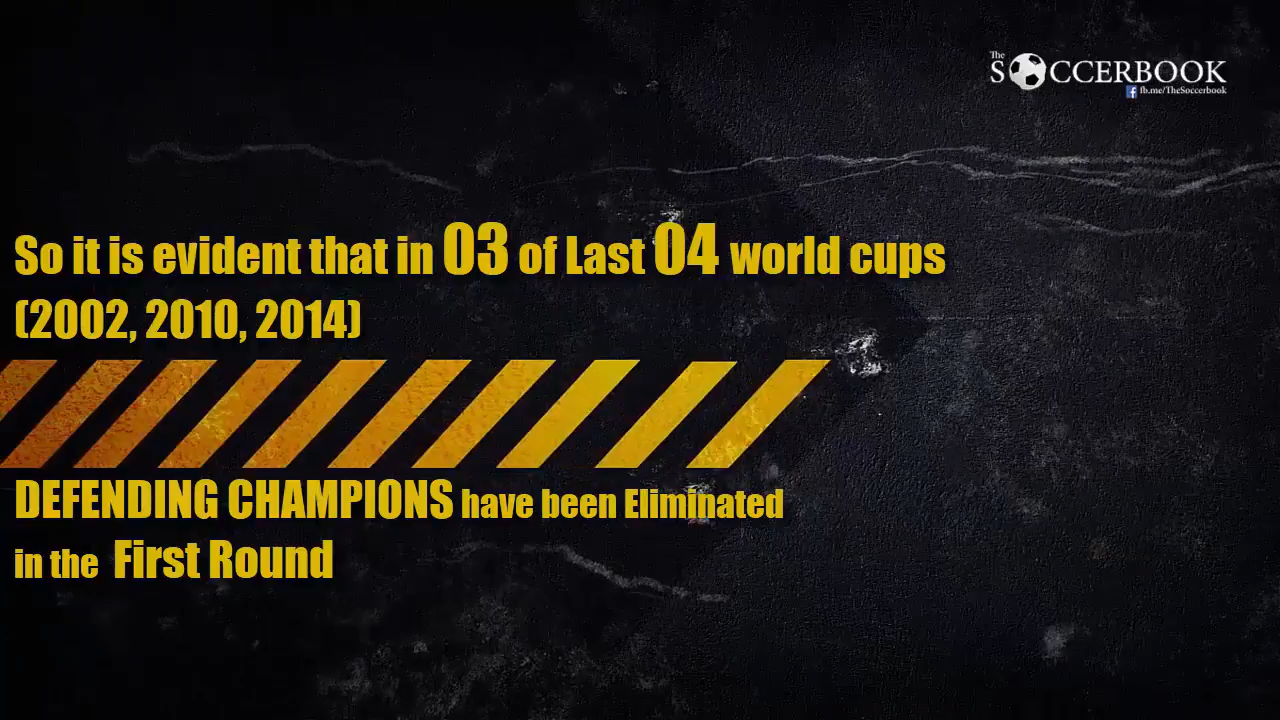 The
SOCCERBOOK
fb.me/TheSoccerbook
So it is evident that in 03 of Last 04 world cups
(2002, 2010, 2014)
DEFENDING CHAMPIONS have been Eliminated
in the First Round